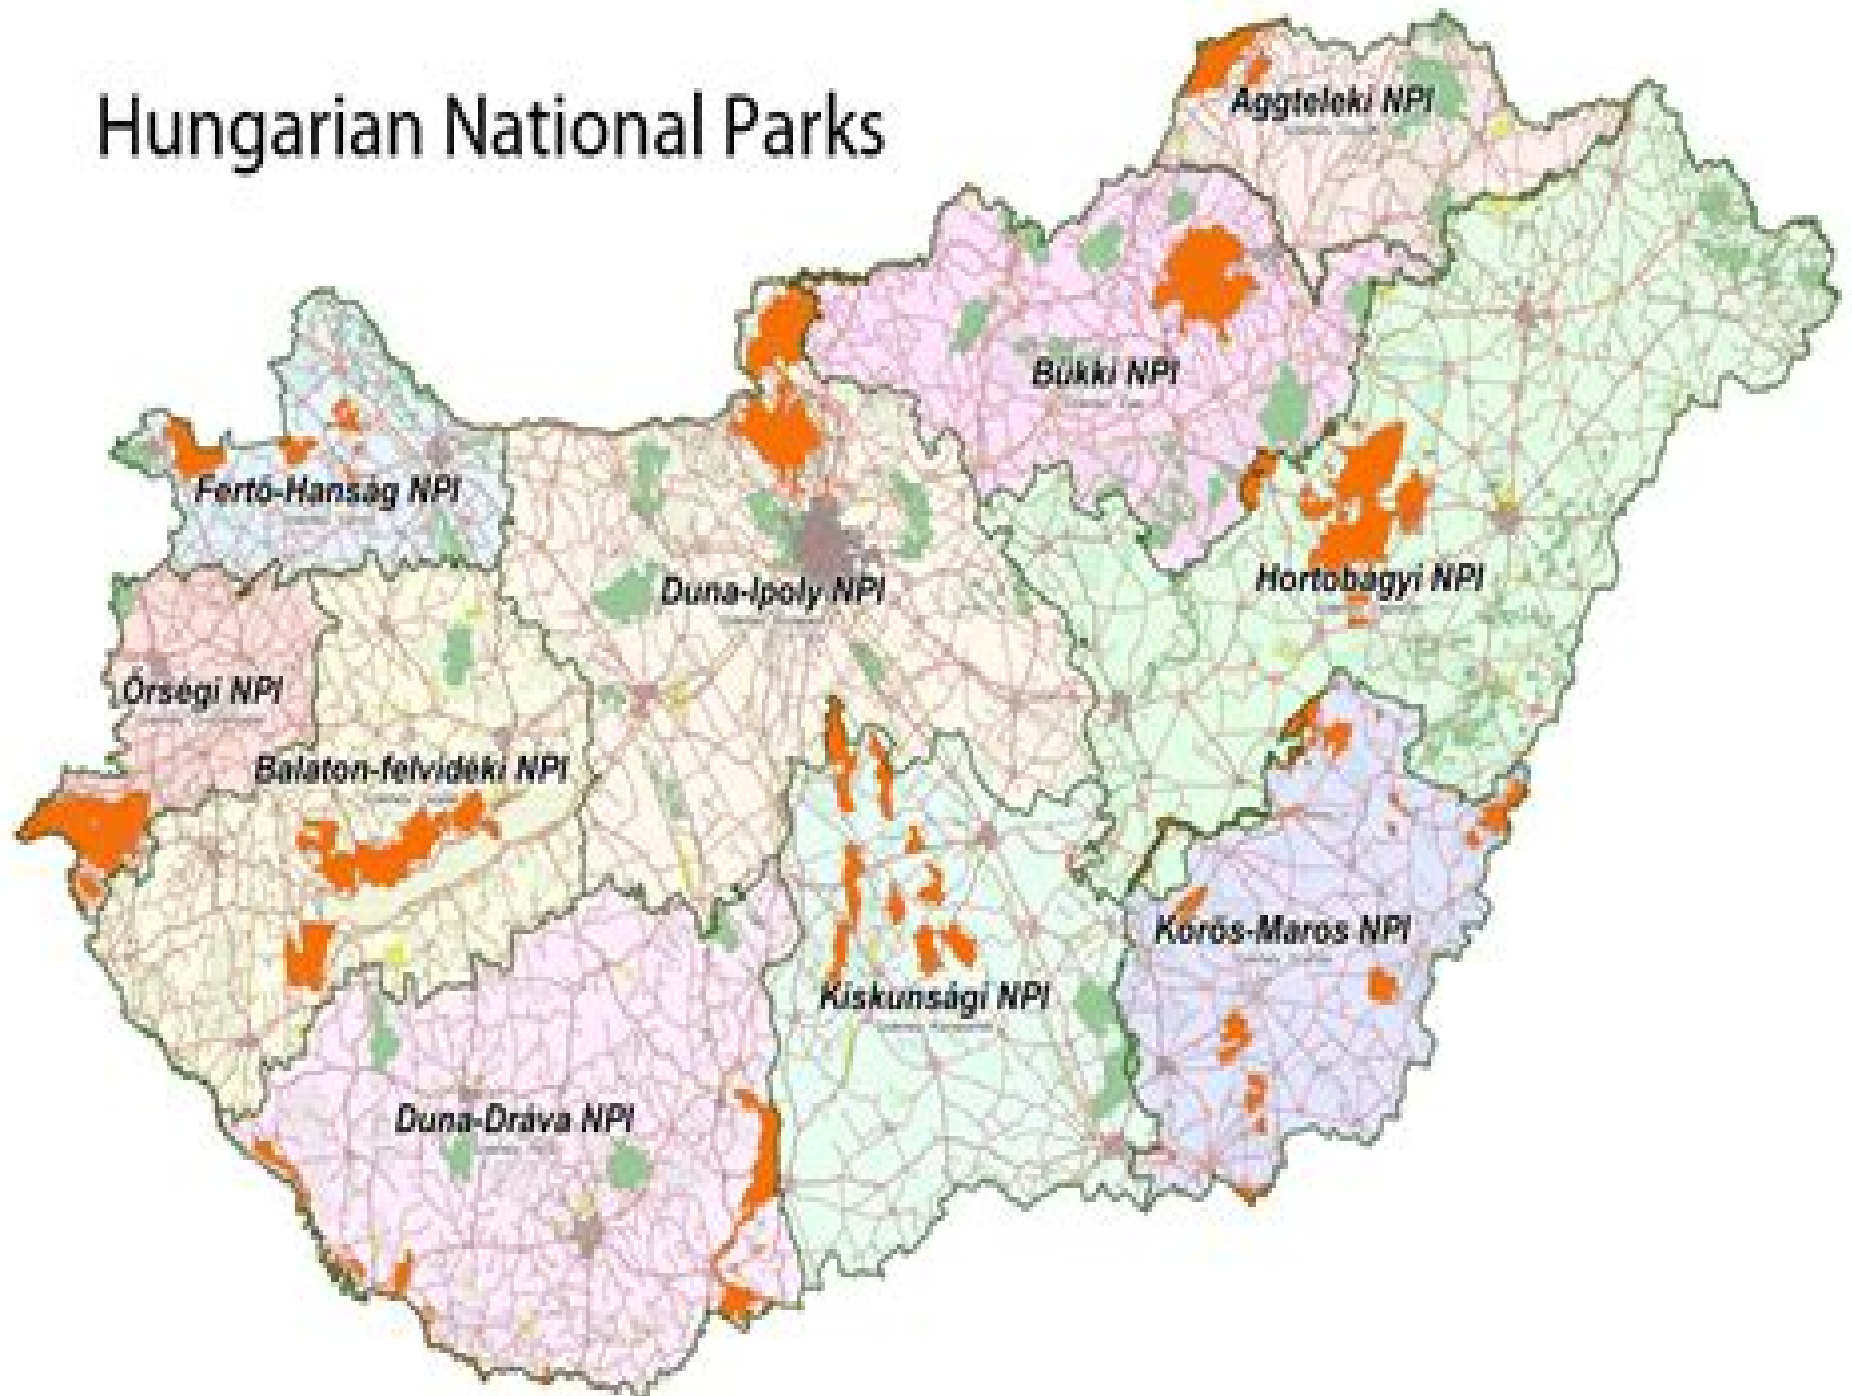 Hungarian National Parks
Aggteleki NPI
Bükki NPI
Fertö-Hanság NPI
Hortobágyi NPI
Duna-Ipoly NPI
Őrségi NPI
Balaton-felvidéki NPI
Körös-Maros NPI
Kiskunsági NPI
Duna-Dráva NPI